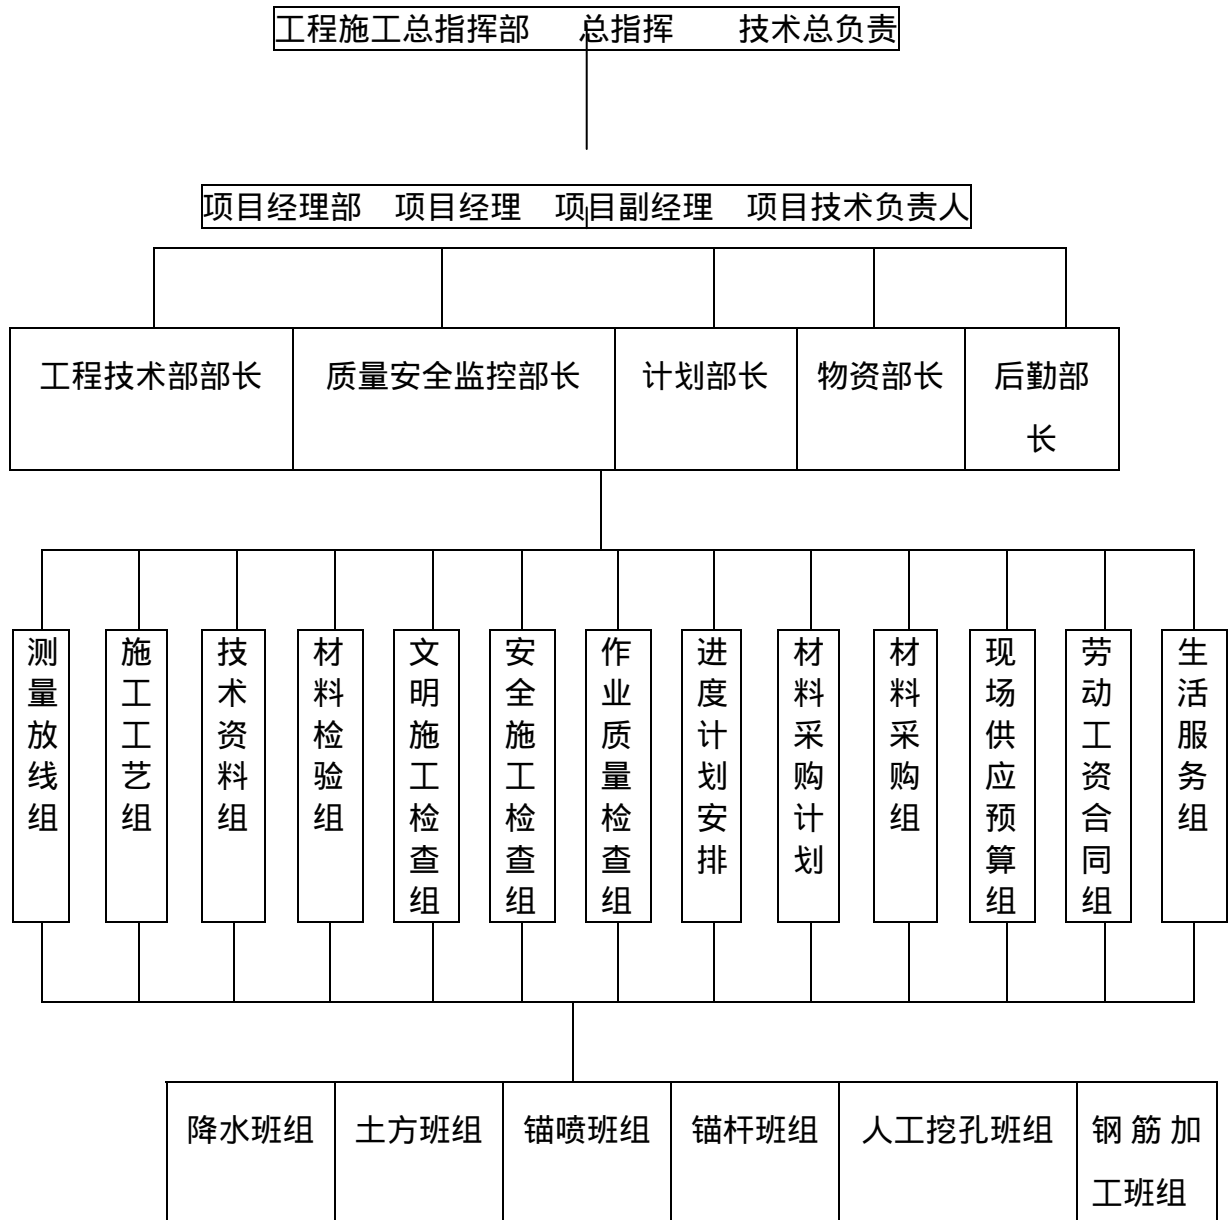 工程施工总指挥部 总指挥 技术总负责
项目经理部 项目经理 项目副经理 项目技术负责人
工程技术部部长
质量安全监控部长
计划部长
物资部长
后勤部
长
测量放线组
施工工艺组
技术资料组
材料检验组
文明施工检查组
安全施工检查组
作业质量检查组
进度计划安排
材料采购计划
材料采购组
现场供应预算组
劳动工资合同组
生活服务组
降水班组
土方班组
锚喷班组
锚杆班组
人工挖孔班组
钢筋加
工班组